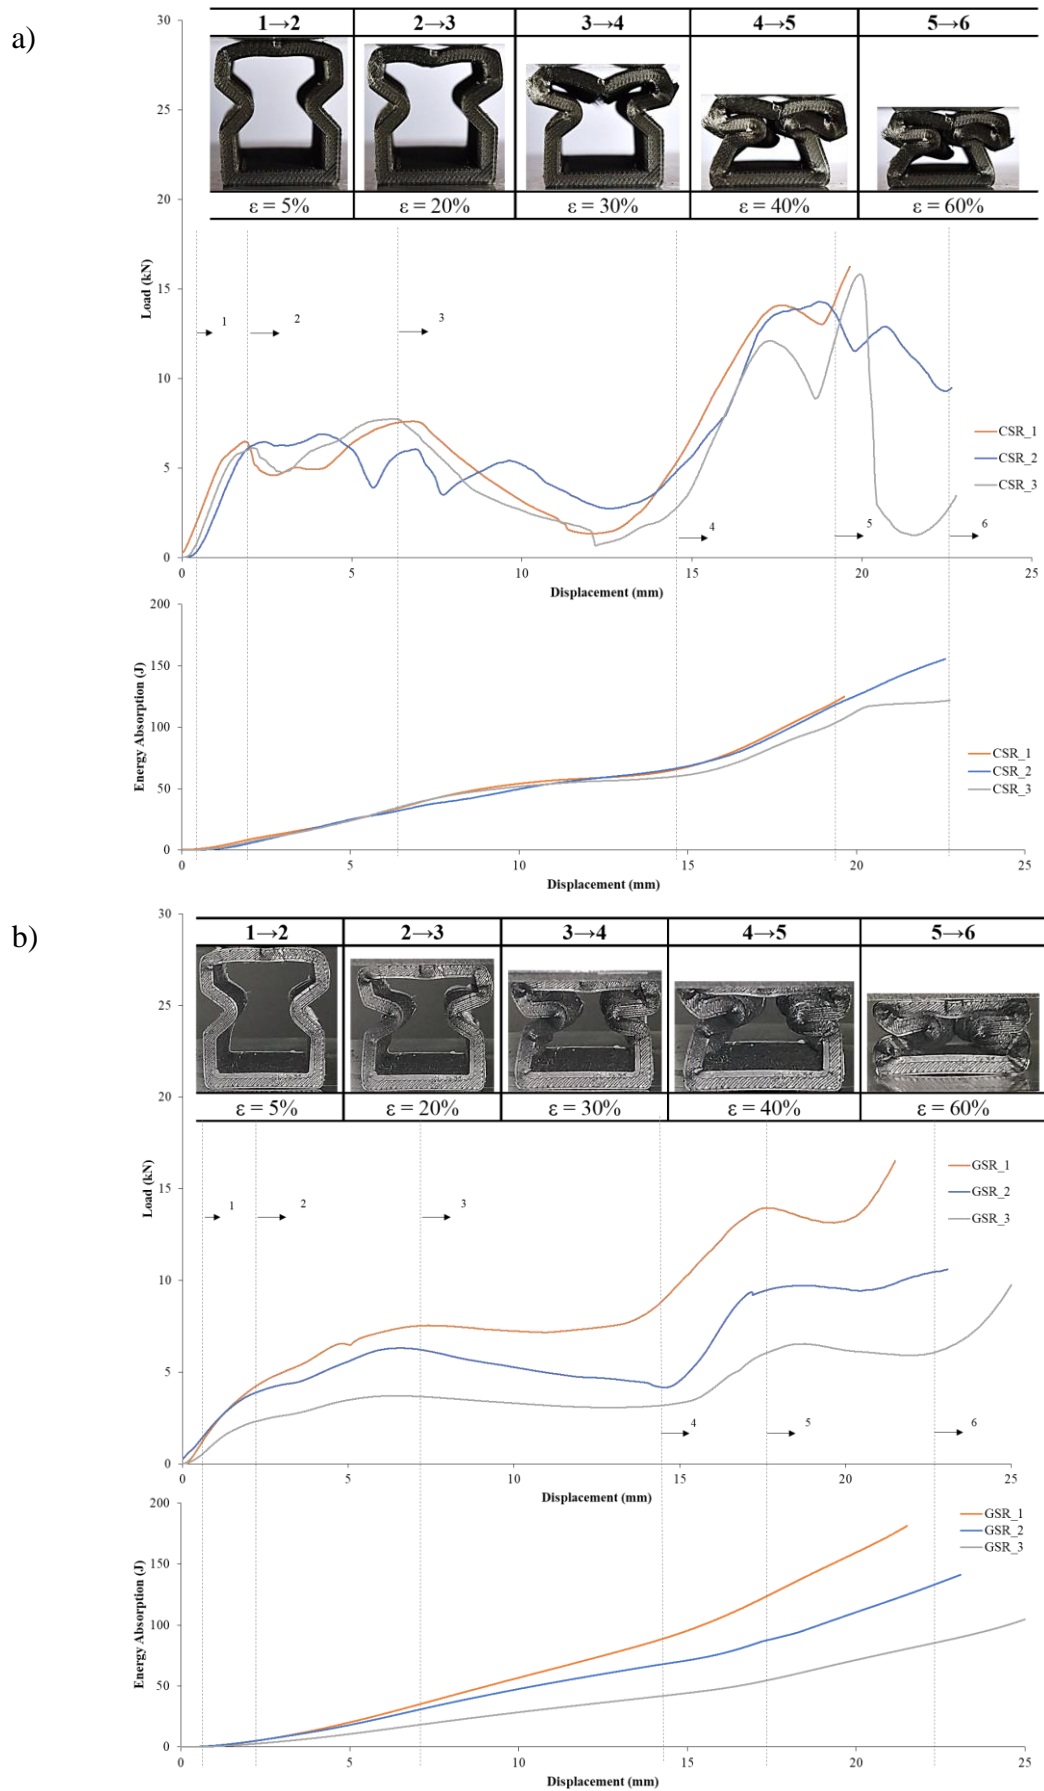 a)
1→2 2→3 3→4 4→5 5→6
ε = 5% ε = 20% ε = 30% ε = 40% ε = 60%
30
25
20
15
10
5
0
Load (kN)
1
2
3
4
5
6
CSR_1
CSR_2
CSR_3
0 5 10 15 20 25
Displacement (mm)
200
150
100
50
0
Energy Absorption (J)
CSR_1
CSR_2
CSR_3
0 5 10 15 20 25
Displacement (mm)
b)
1→2 2→3 3→4 4→5 5→6
ε = 5% ε = 20% ε = 30% ε = 40% ε = 60%
30
25
20
15
10
5
0
Load (kN)
1
2
3
4
5
6
GSR_1
GSR_2
GSR_3
0 5 10 15 20 25
Displacement (mm)
200
150
100
50
0
Energy Absorption (J)
GSR_1
GSR_2
GSR_3
0 5 10 15 20 25
Displacement (mm)